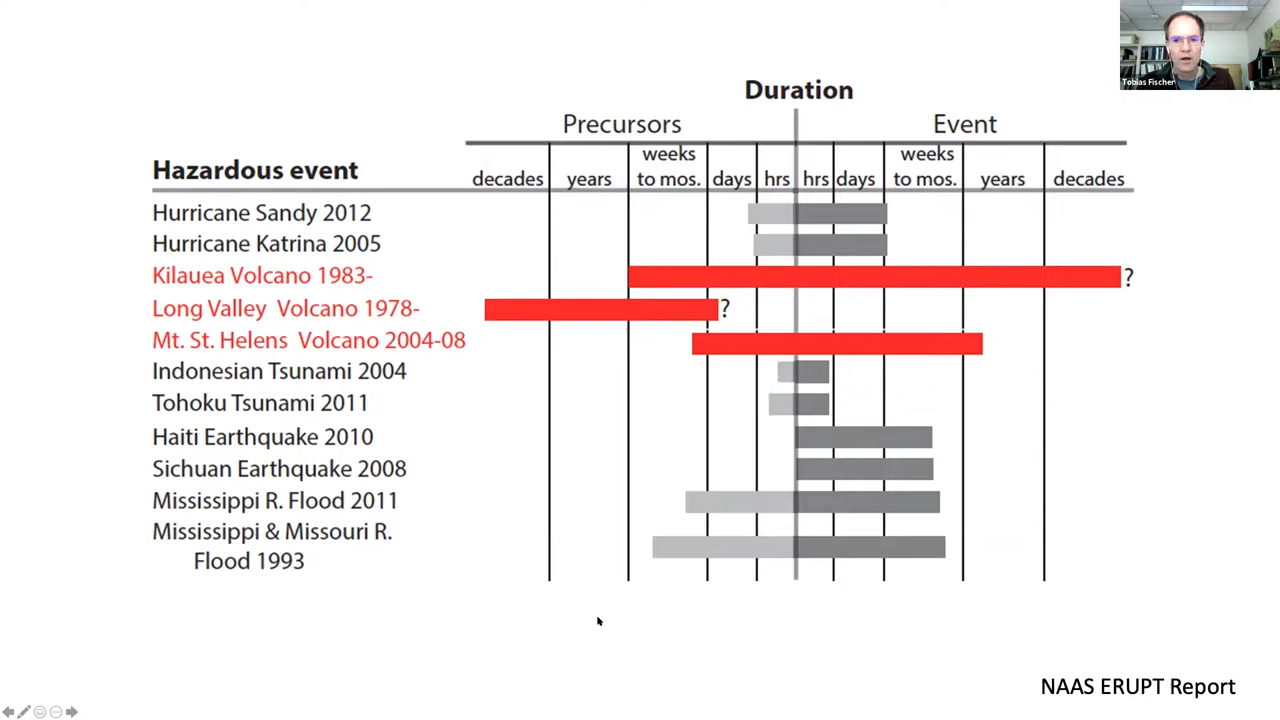 Tobias Fischer
Duration
Precursors Event
Hazardous event
decades years weeks to mos. days hrs hrs days weeks to mos. years decades
Hurricane Sandy 2012
Hurricane Katrina 2005
Kilauea Volcano 1983- ?
Long Valley Volcano 1978- ?
Mt. St. Helens Volcano 2004-08
Indonesian Tsunami 2004
Tohoku Tsunami 2011
Haiti Earthquake 2010
Sichuan Earthquake 2008
Mississippi R. Flood 2011
Mississippi & Missouri R.
Flood 1993
NAAS ERUPT Report